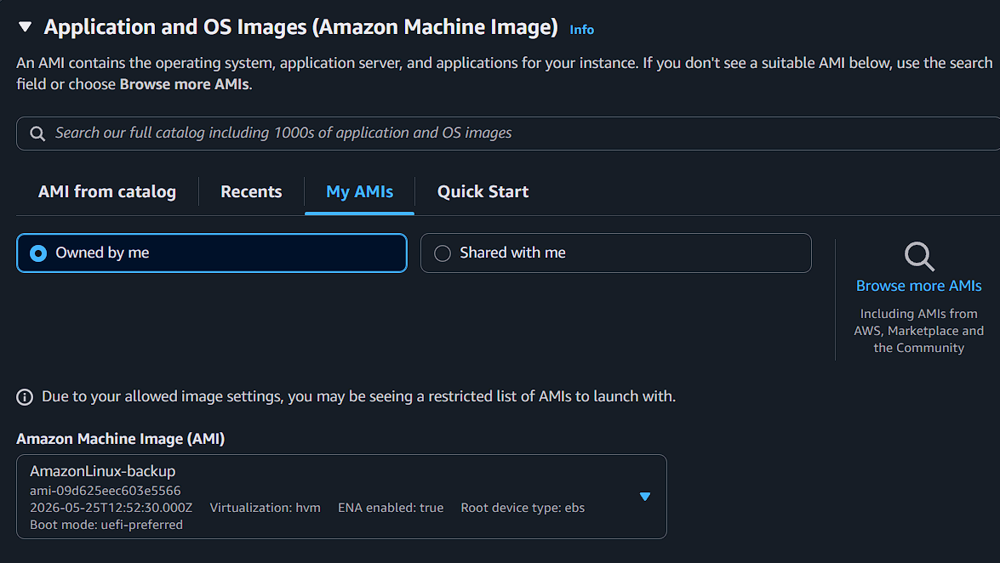 Application and OS Images (Amazon Machine Image) Info
An AMI contains the operating system, application server, and applications for your instance. If you don't see a suitable AMI below, use the search
field or choose Browse more AMIs.
Search our full catalog including 1000s of application and OS images
AMI from catalog
Recents
My AMIs
Quick Start
Owned by me
Shared with me
Browse more AMIs
Including AMIs from
AWS, Marketplace and
the Community
Due to your allowed image settings, you may be seeing a restricted list of AMIs to launch with.
Amazon Machine Image (AMI)
AmazonLinux-backup
ami-09d625eec603e5566
2026-05-25T12:52:30.000Z Virtualization: hvm ENA enabled: true Root device type: ebs
Boot mode: uefi-preferred